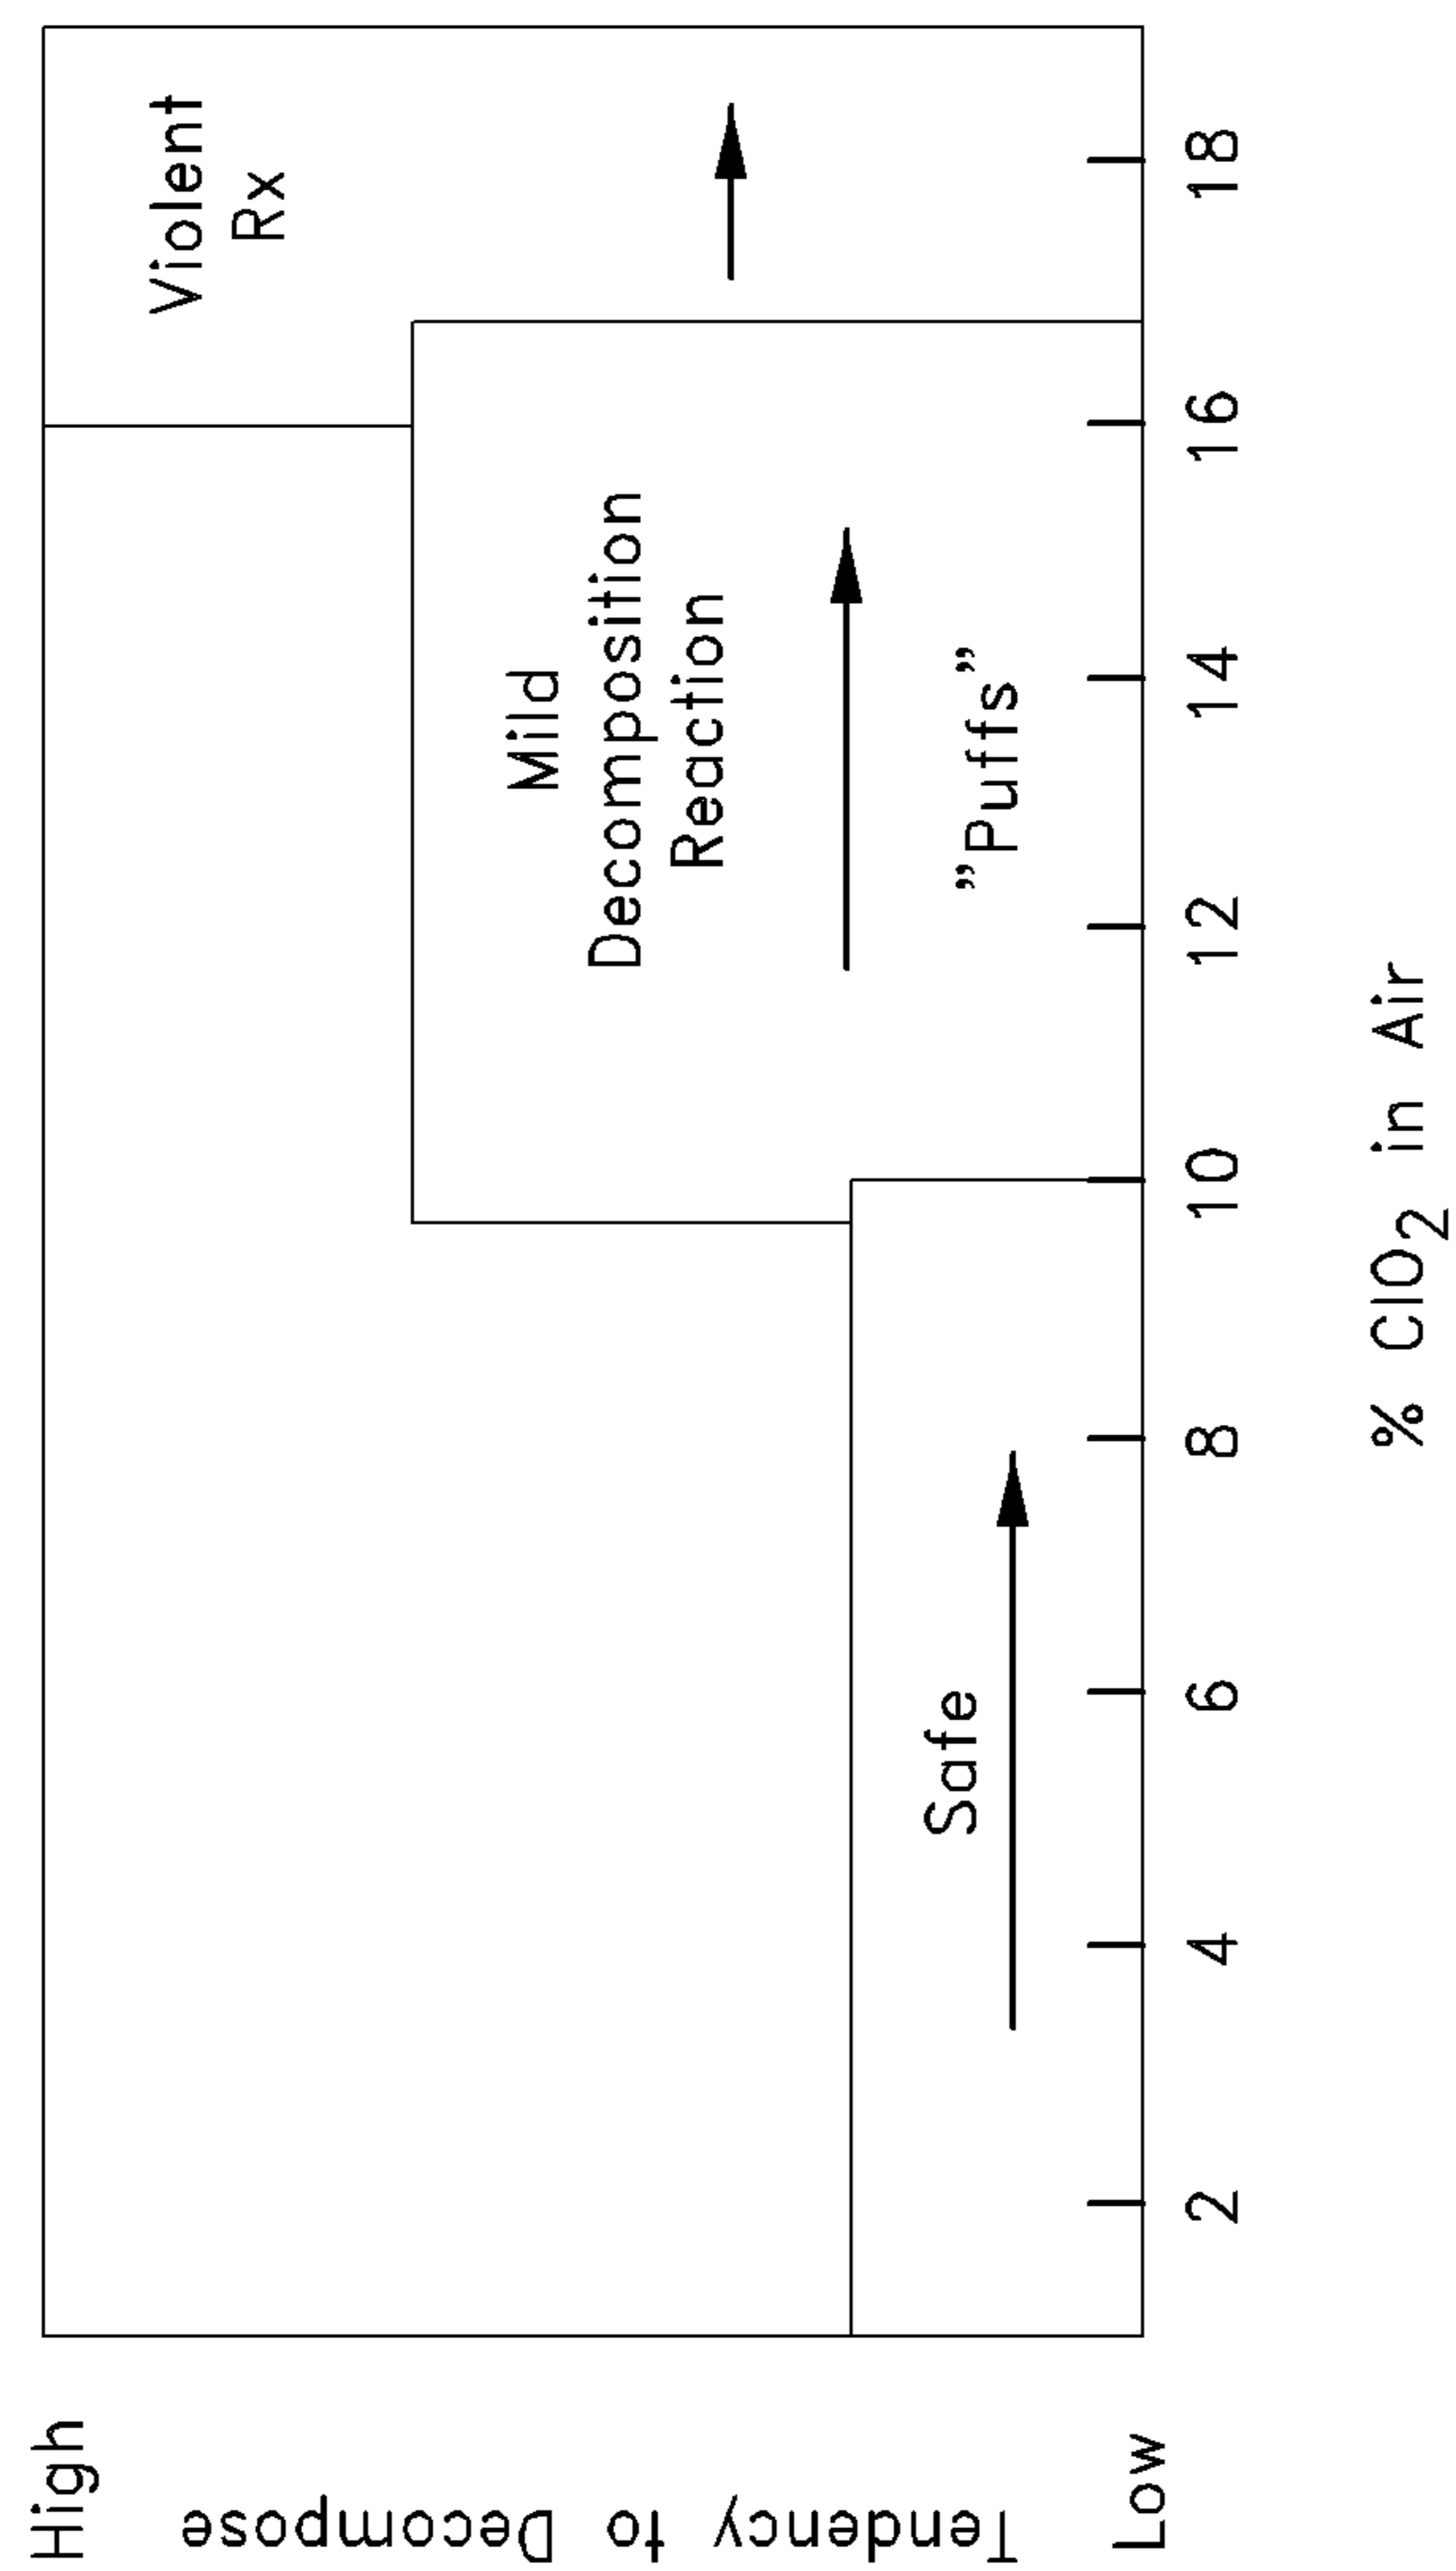 High
Tendency to Decompose
Low
Violent
Rx
Mild
Decomposition
Reaction
"Puffs"
Safe
2 4 6 8 10 12 14 16 18
% ClO₂ in Air